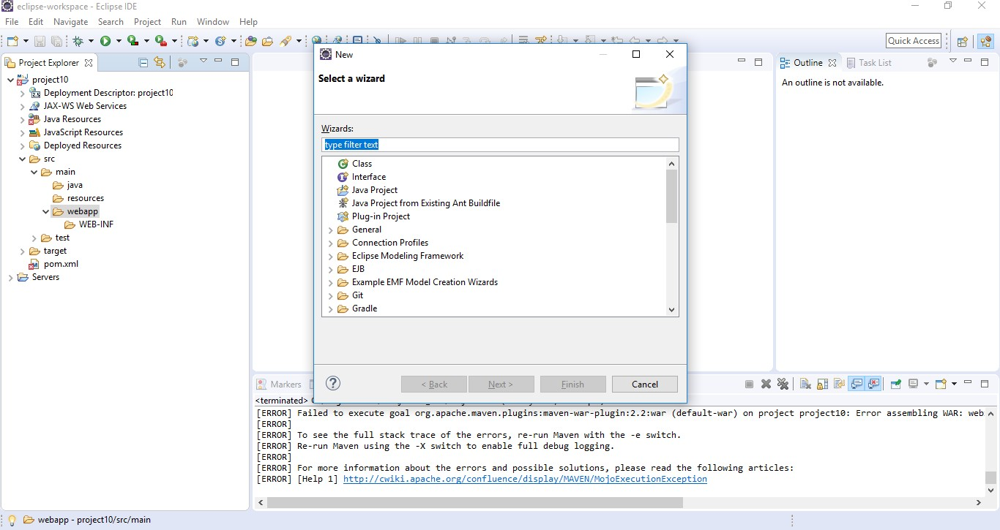 eclipse-workspace - Eclipse IDE
File Edit Navigate Search Project Run Window Help
Quick Access
Project Explorer
project10
Deployment Descriptor: project10
JAX-WS Web Services
Java Resources
JavaScript Resources
Deployed Resources
src
main
java
resources
webapp
WEB-INF
test
target
pom.xml
Servers
New
Select a wizard
Wizards:
type filter text
Class
Interface
Java Project
Java Project from Existing Ant Buildfile
Plug-in Project
General
Connection Profiles
Eclipse Modeling Framework
EJB
Example EMF Model Creation Wizards
Git
Gradle
< Back Next > Finish Cancel
Outline Task List
An outline is not available.
Markers
<terminated>
[ERROR] Failed to execute goal org.apache.maven.plugins:maven-war-plugin:2.2:war (default-war) on project project10: Error assembling WAR: web
[ERROR]
[ERROR] To see the full stack trace of the errors, re-run Maven with the -e switch.
[ERROR] Re-run Maven using the -X switch to enable full debug logging.
[ERROR]
[ERROR] For more information about the errors and possible solutions, please read the following articles:
[ERROR] [Help 1] http://cwiki.apache.org/confluence/display/MAVEN/MojoExecutionException
webapp - project10/src/main